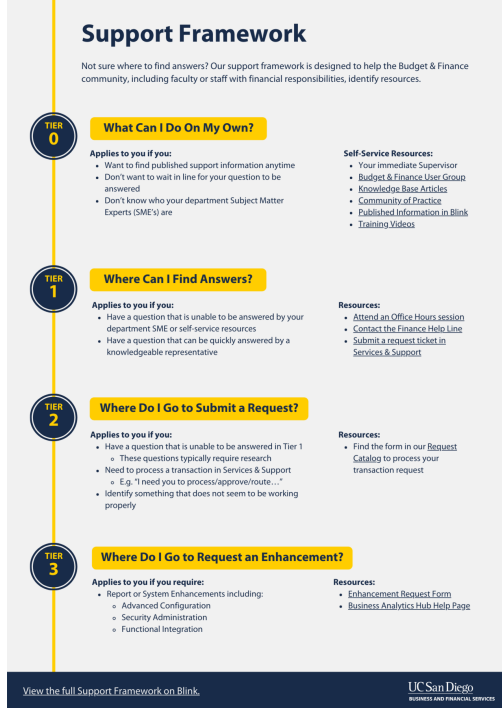 Support Framework
Not sure where to find answers? Our support framework is designed to help the Budget & Finance
community, including faculty or staff with financial responsibilities, identify resources.
TIER
0
What Can I Do On My Own?
Applies to you if you:
• Want to find published support information anytime
• Don't want to wait in line for your question to be
answered
• Don't know who your department Subject Matter
Experts (SME's) are
Self-Service Resources:
• Your immediate Supervisor
• Budget & Finance User Group
• Knowledge Base Articles
• Community of Practice
• Published Information in Blink
• Training Videos
TIER
1
Where Can I Find Answers?
Applies to you if you:
• Have a question that is unable to be answered by your
department SME or self-service resources
• Have a question that can be quickly answered by a
knowledgeable representative
Resources:
• Attend an Office Hours session
• Contact the Finance Help Line
• Submit a request ticket in
Services & Support
TIER
2
Where Do I Go to Submit a Request?
Applies to you if you:
• Have a question that is unable to be answered in Tier 1
◦ These questions typically require research
• Need to process a transaction in Services & Support
◦ E.g. "I need you to process/approve/route…"
• Identify something that does not seem to be working
properly
Resources:
• Find the form in our Request
Catalog to process your
transaction request
TIER
3
Where Do I Go to Request an Enhancement?
Applies to you if you require:
• Report or System Enhancements including:
◦ Advanced Configuration
◦ Security Administration
◦ Functional Integration
Resources:
• Enhancement Request Form
• Business Analytics Hub Help Page
View the full Support Framework on Blink.
UC San Diego
BUSINESS AND FINANCIAL SERVICES